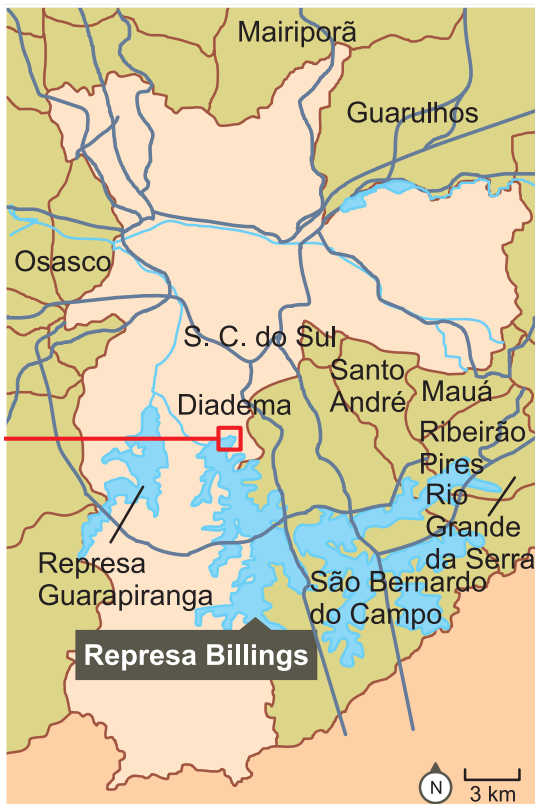 Mairiporã
Guarulhos
Osasco
S. C. do Sul
Santo
André
Mauá
Diadema
Ribeirão
Pires
Rio
Grande
da Serra
Represa
Guarapiranga
São Bernardo
do Campo
Represa Billings
N
3 km